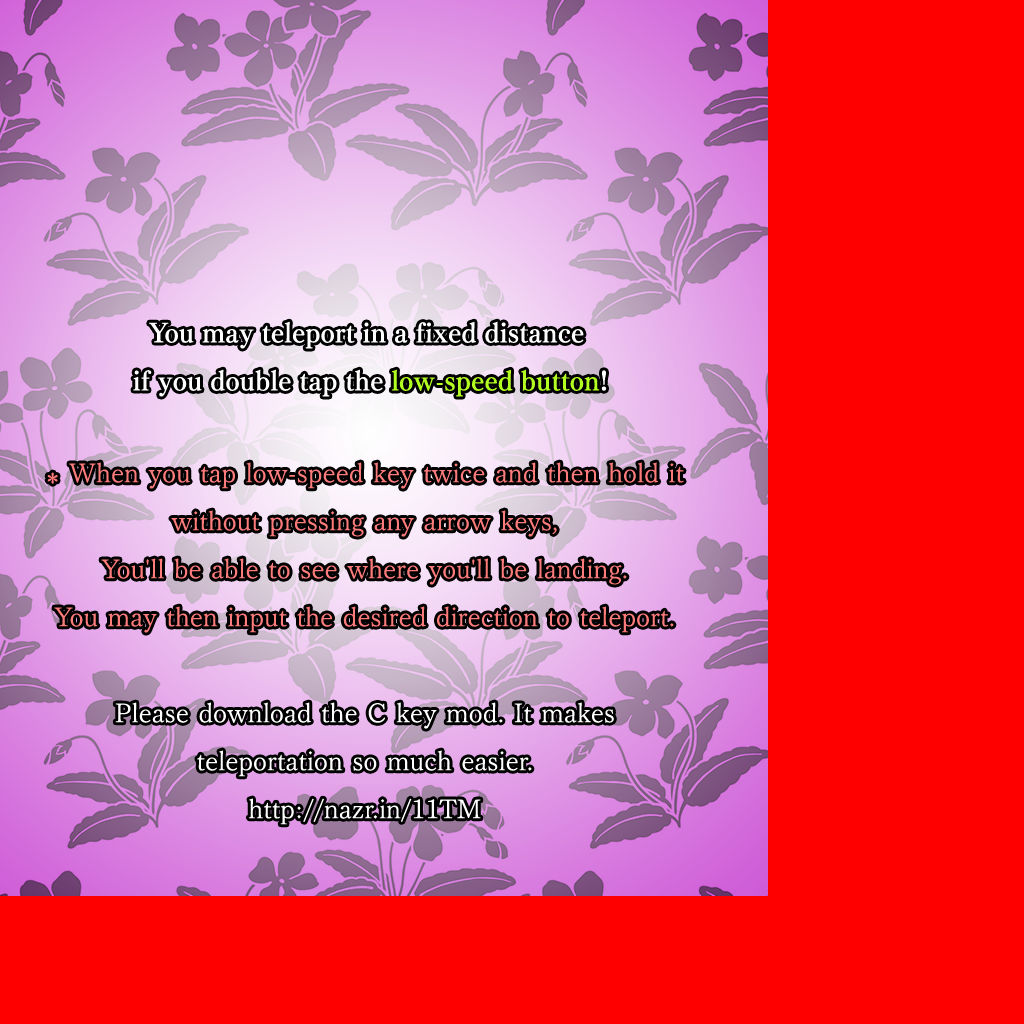 You may teleport in a fixed distance
if you double tap the low-speed button!
* When you tap low-speed key twice and then hold it
without pressing any arrow keys,
You'll be able to see where you'll be landing.
You may then input the desired direction to teleport.
Please download the C key mod. It makes
teleportation so much easier.
http://nazr.in/11TM